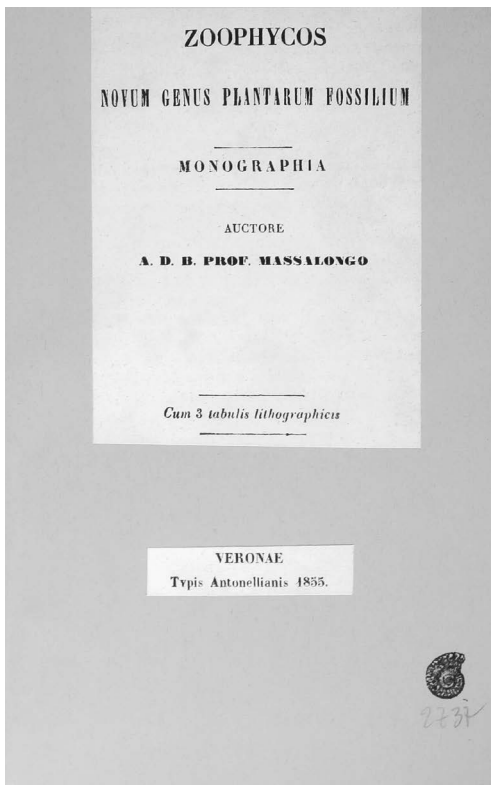 ZOOPHYCOS
NOVUM GENUS PLANTARUM FOSSILIUM
MONOGRAPHIA
AUCTORE
A. D. B. PROF. MASSALONGO
Cum 3 tabulis lithographicis
VERONAE
Typis Antonellianis 1855.